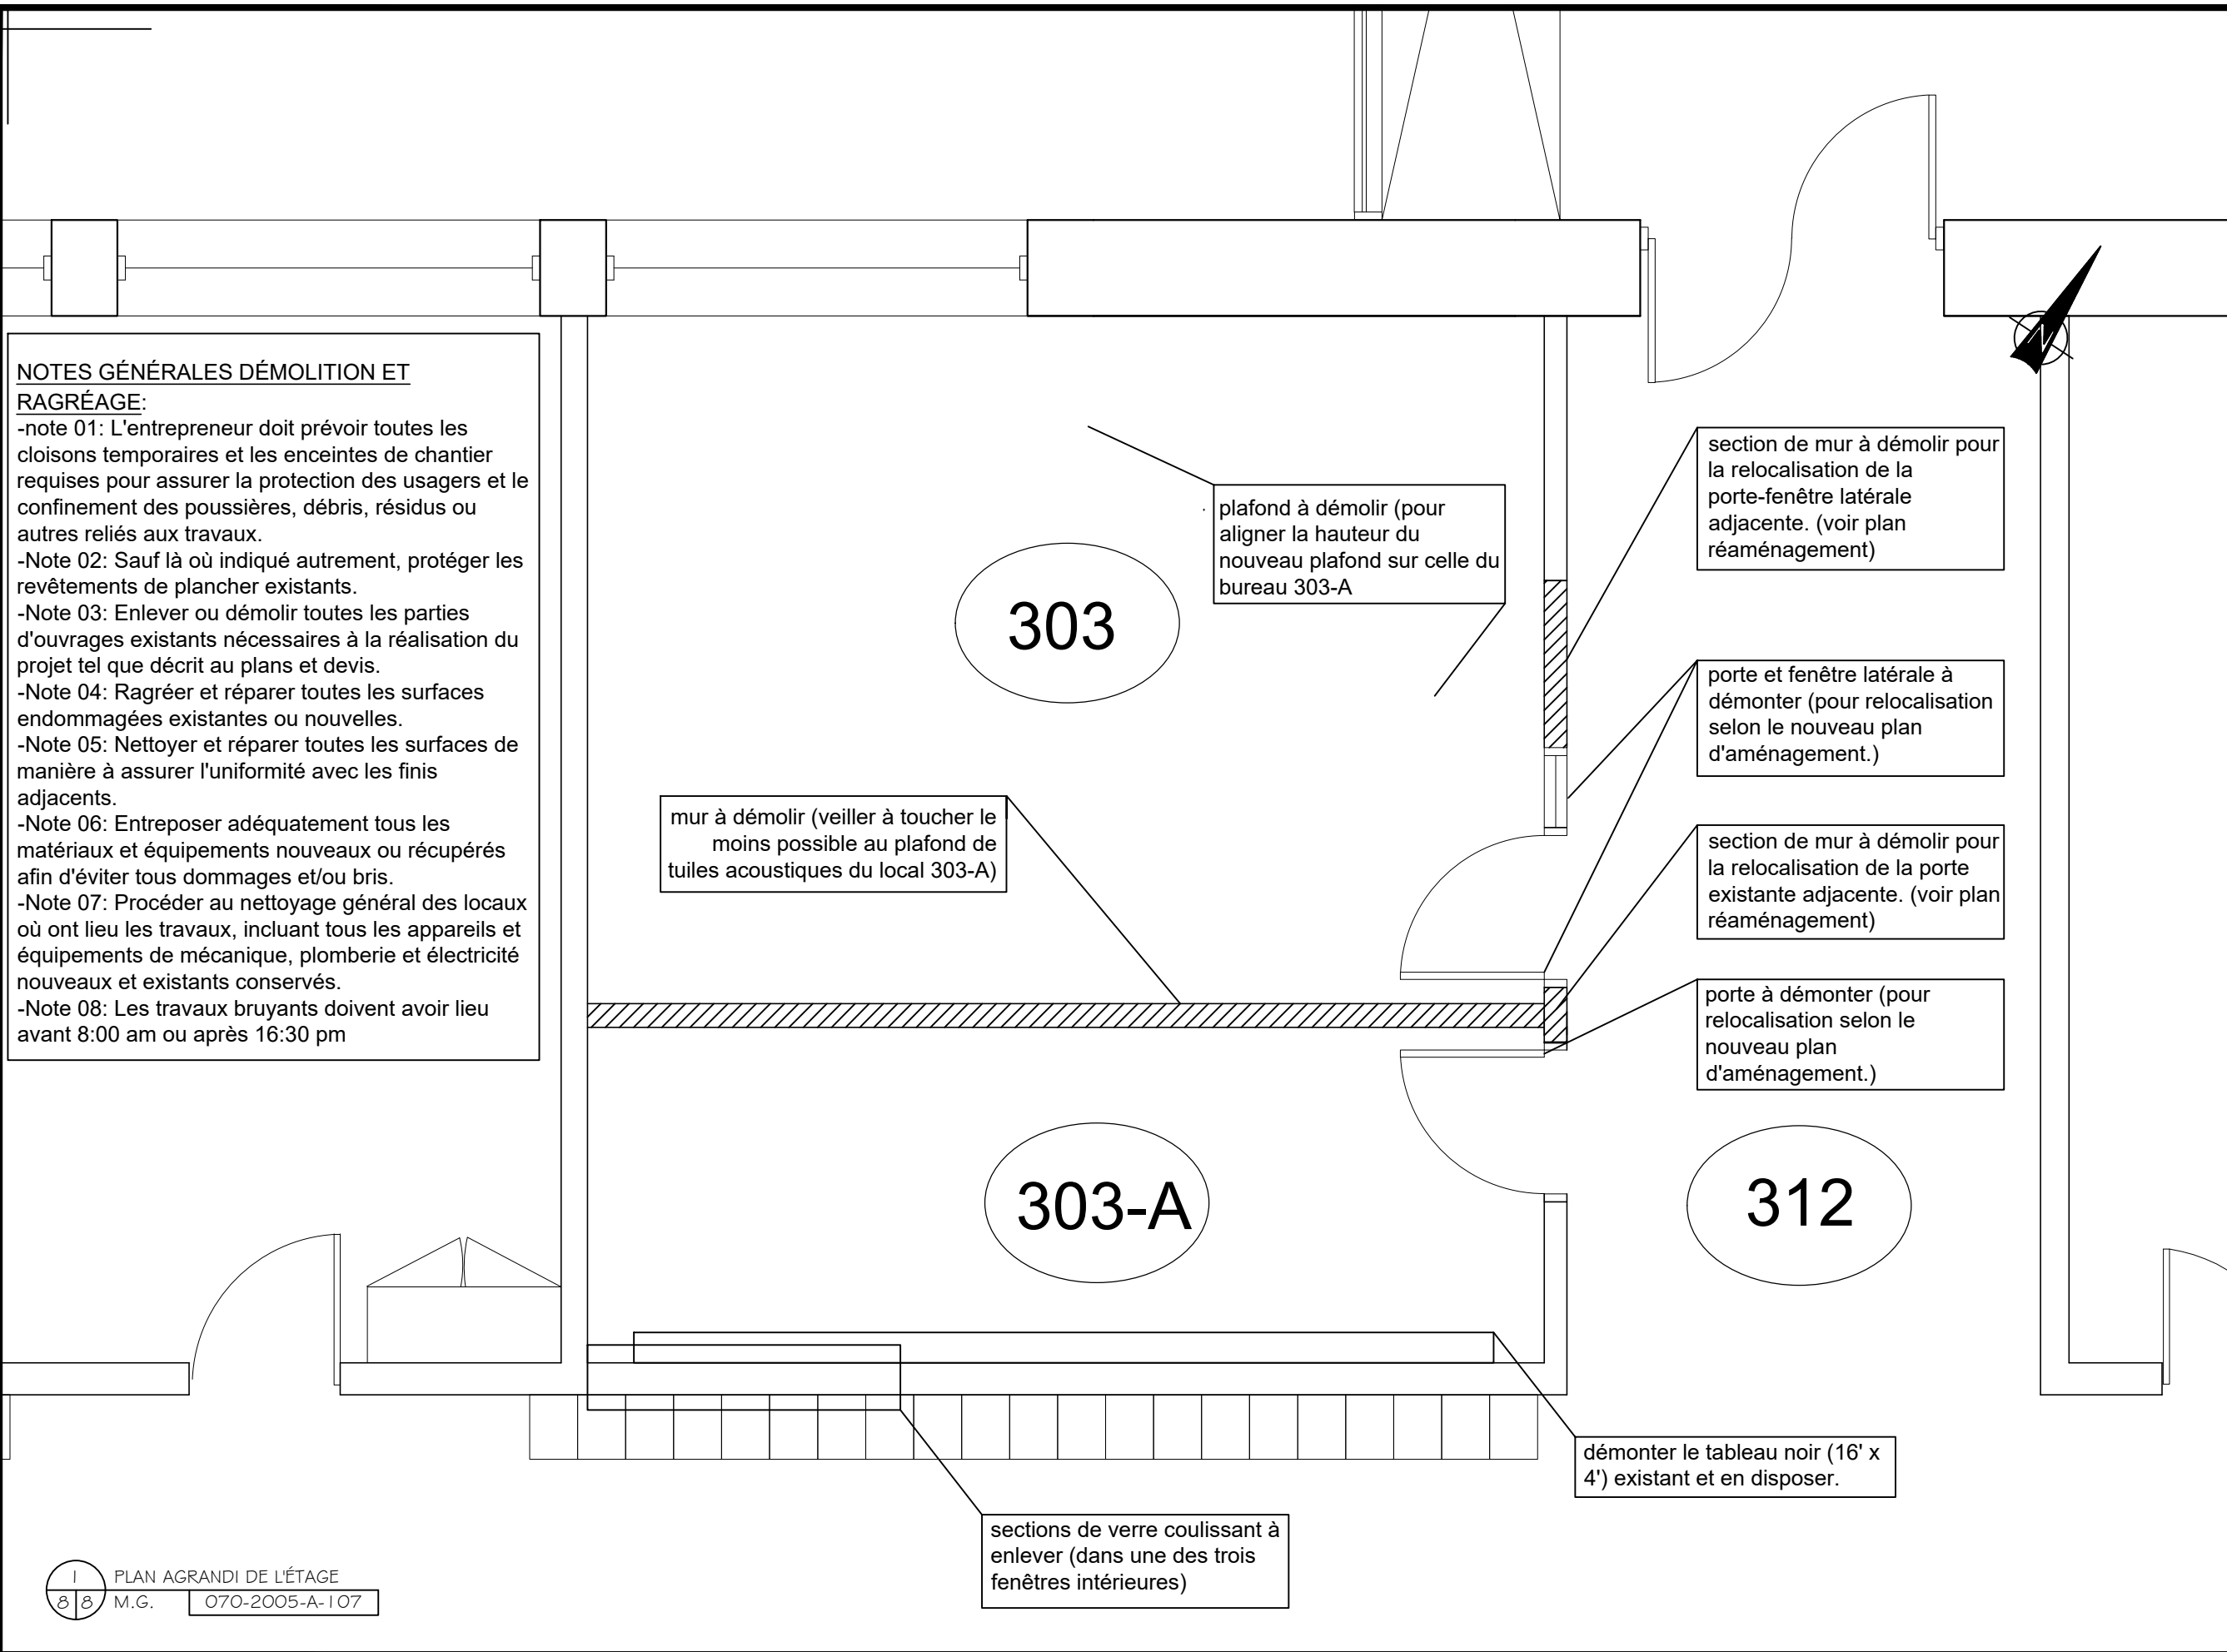 NOTES GÉNÉRALES DÉMOLITION ET
RAGRÉAGE:
-note 01: L'entrepreneur doit prévoir toutes les
cloisons temporaires et les enceintes de chantier
requises pour assurer la protection des usagers et le
confinement des poussières, débris, résidus ou
autres reliés aux travaux.
-Note 02: Sauf là où indiqué autrement, protéger les
revêtements de plancher existants.
-Note 03: Enlever ou démolir toutes les parties
d'ouvrages existants nécessaires à la réalisation du
projet tel que décrit au plans et devis.
-Note 04: Ragréer et réparer toutes les surfaces
endommagées existantes ou nouvelles.
-Note 05: Nettoyer et réparer toutes les surfaces de
manière à assurer l'uniformité avec les finis
adjacents.
-Note 06: Entreposer adéquatement tous les
matériaux et équipements nouveaux ou récupérés
afin d'éviter tous dommages et/ou bris.
-Note 07: Procéder au nettoyage général des locaux
où ont lieu les travaux, incluant tous les appareils et
équipements de mécanique, plomberie et électricité
nouveaux et existants conservés.
-Note 08: Les travaux bruyants doivent avoir lieu
avant 8:00 am ou après 16:30 pm
plafond à démolir (pour
aligner la hauteur du
nouveau plafond sur celle du
bureau 303-A
303
mur à démolir (veiller à toucher le
moins possible au plafond de
tuiles acoustiques du local 303-A)
N
section de mur à démolir pour
la relocalisation de la
porte-fenêtre latérale
adjacente. (voir plan
réaménagement)
porte et fenêtre latérale à
démonter (pour relocalisation
selon le nouveau plan
d'aménagement.)
section de mur à démolir pour
la relocalisation de la porte
existante adjacente. (voir plan
réaménagement)
porte à démonter (pour
relocalisation selon le
nouveau plan
d'aménagement.)
303-A
312
démonter le tableau noir (16' x
4') existant et en disposer.
sections de verre coulissant à
enlever (dans une des trois
fenêtres intérieures)
1
8 8
PLAN AGRANDI DE L'ÉTAGE
M.G. 070-2005-A-107